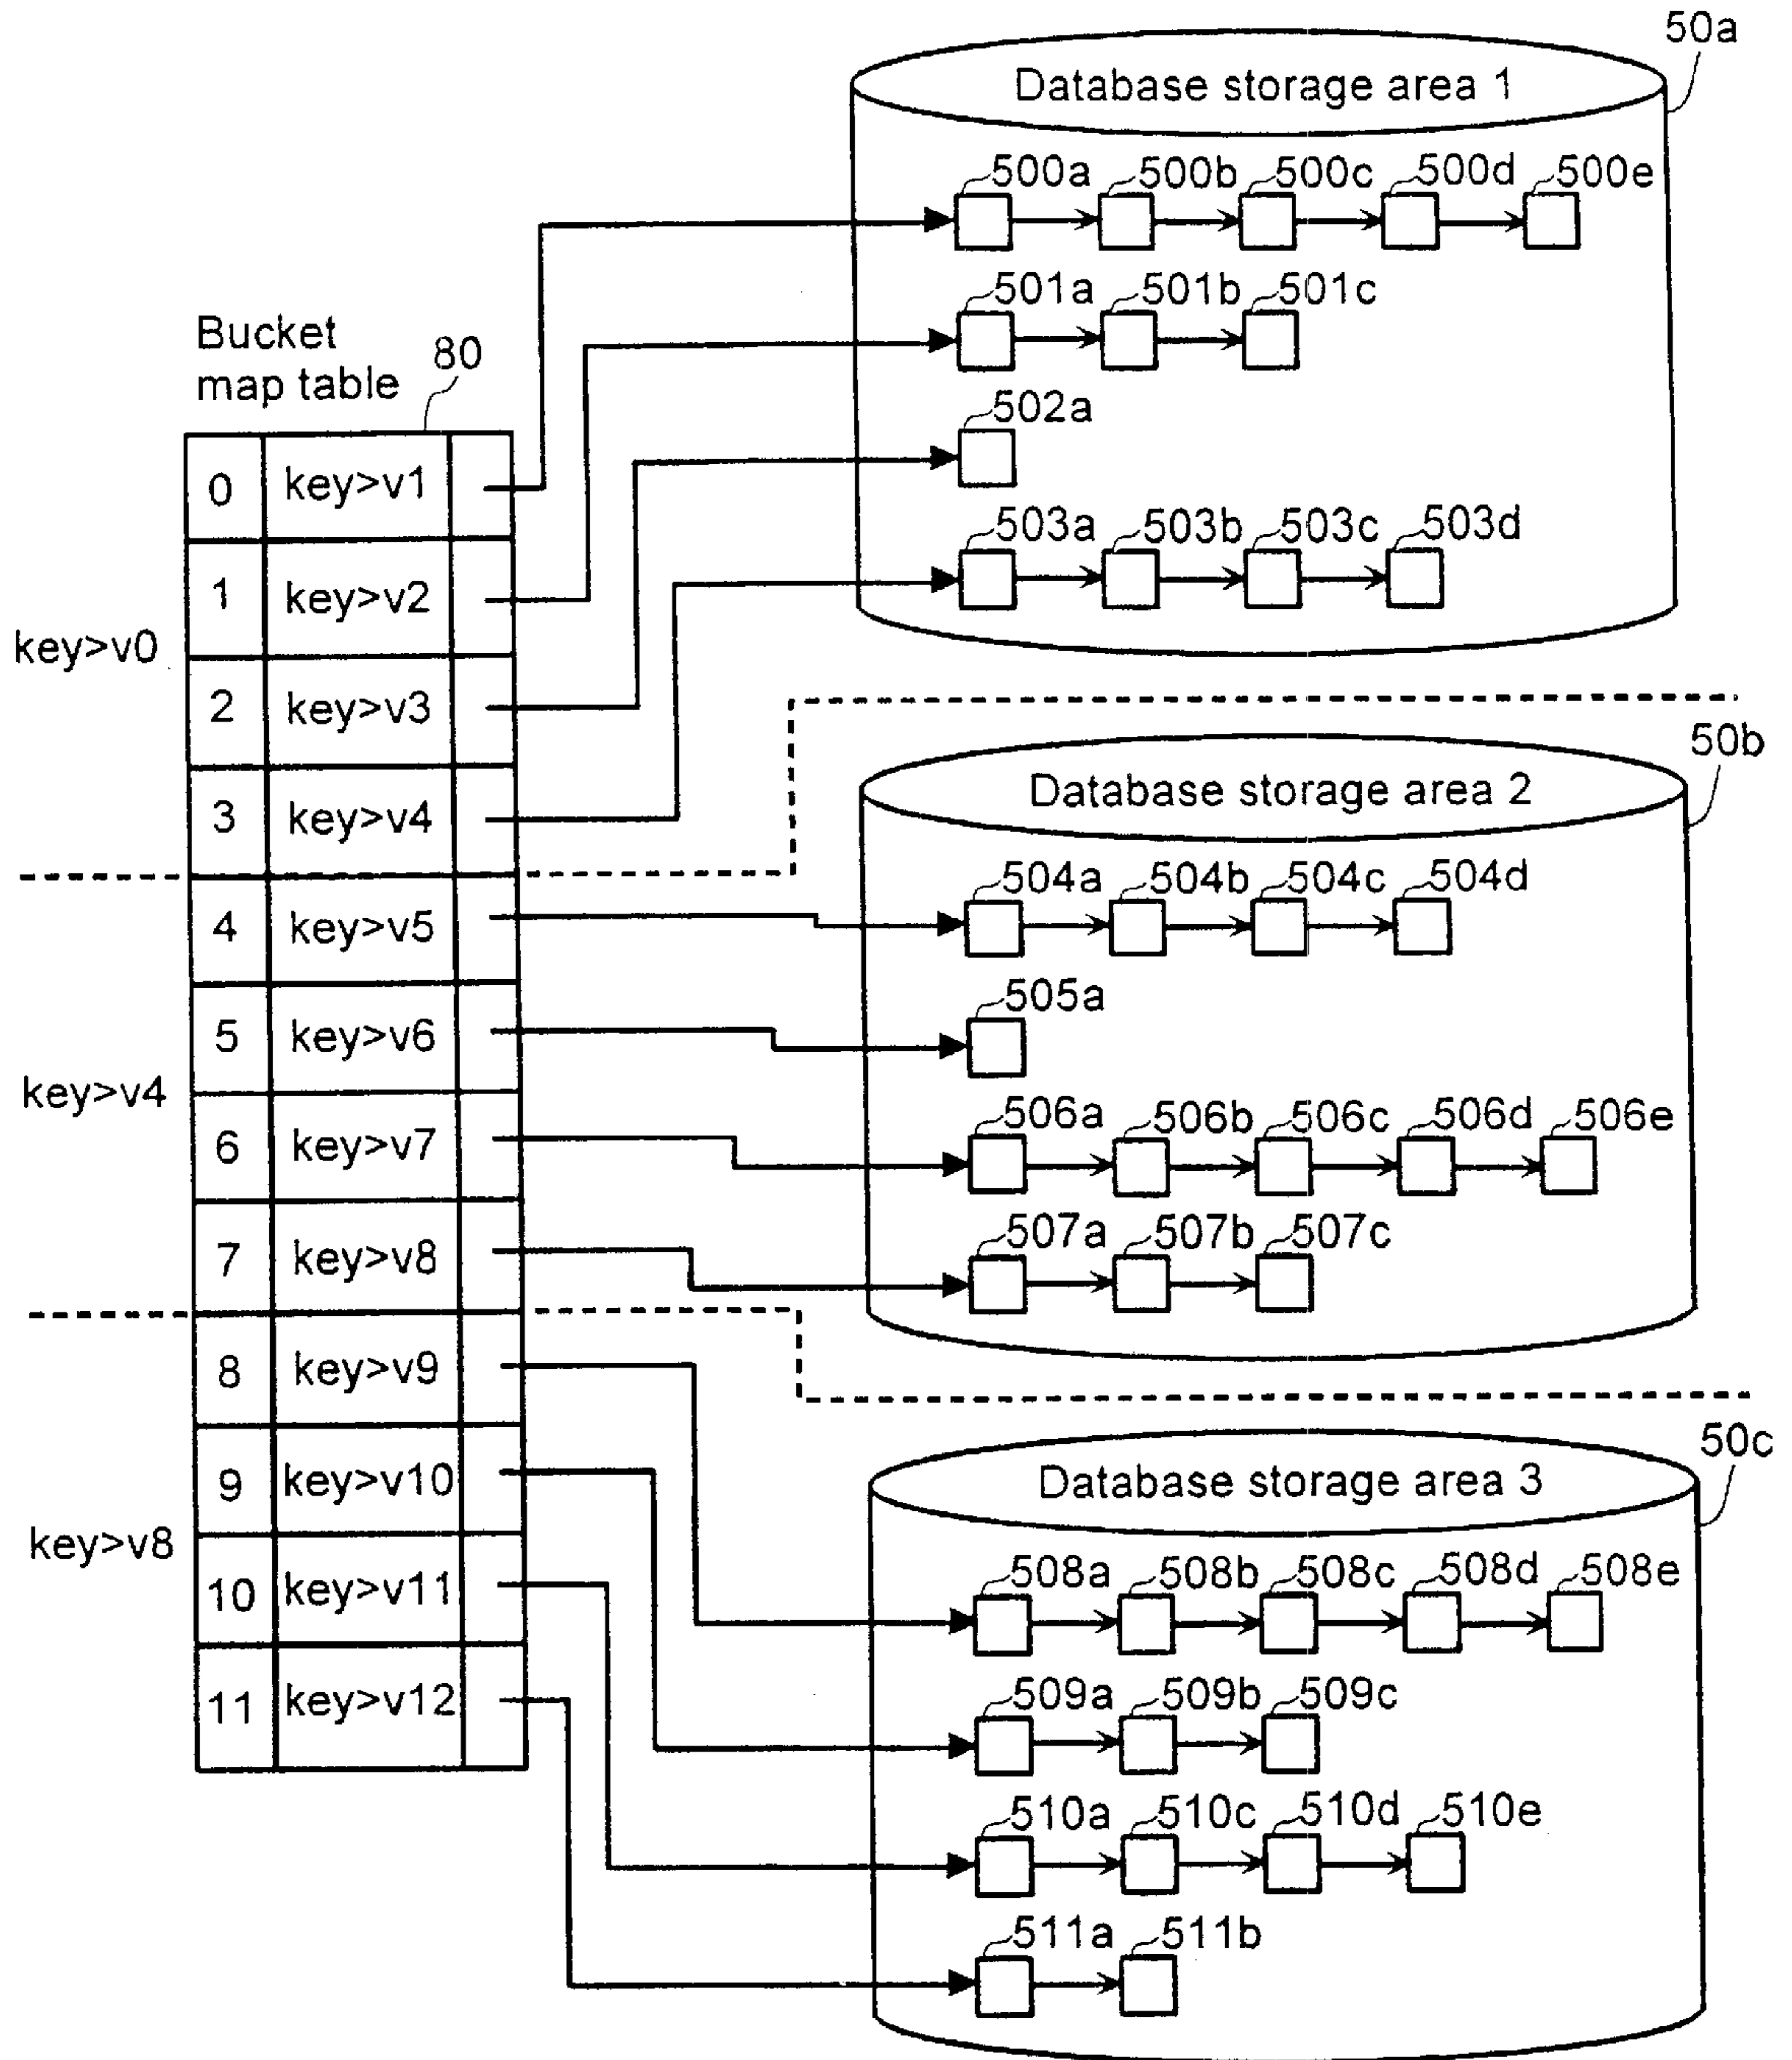 50a
Database storage area 1
500a 500b 500c 500d 500e
501a 501b 501c
502a
503a 503b 503c 503d
Bucket
map table
80
0 key>v1
1 key>v2
2 key>v3
3 key>v4
4 key>v5
5 key>v6
6 key>v7
7 key>v8
8 key>v9
9 key>v10
10 key>v11
11 key>v12
key>v0
key>v4
key>v8
50b
Database storage area 2
504a 504b 504c 504d
505a
506a 506b 506c 506d 506e
507a 507b 507c
50c
Database storage area 3
508a 508b 508c 508d 508e
509a 509b 509c
510a 510c 510d 510e
511a 511b